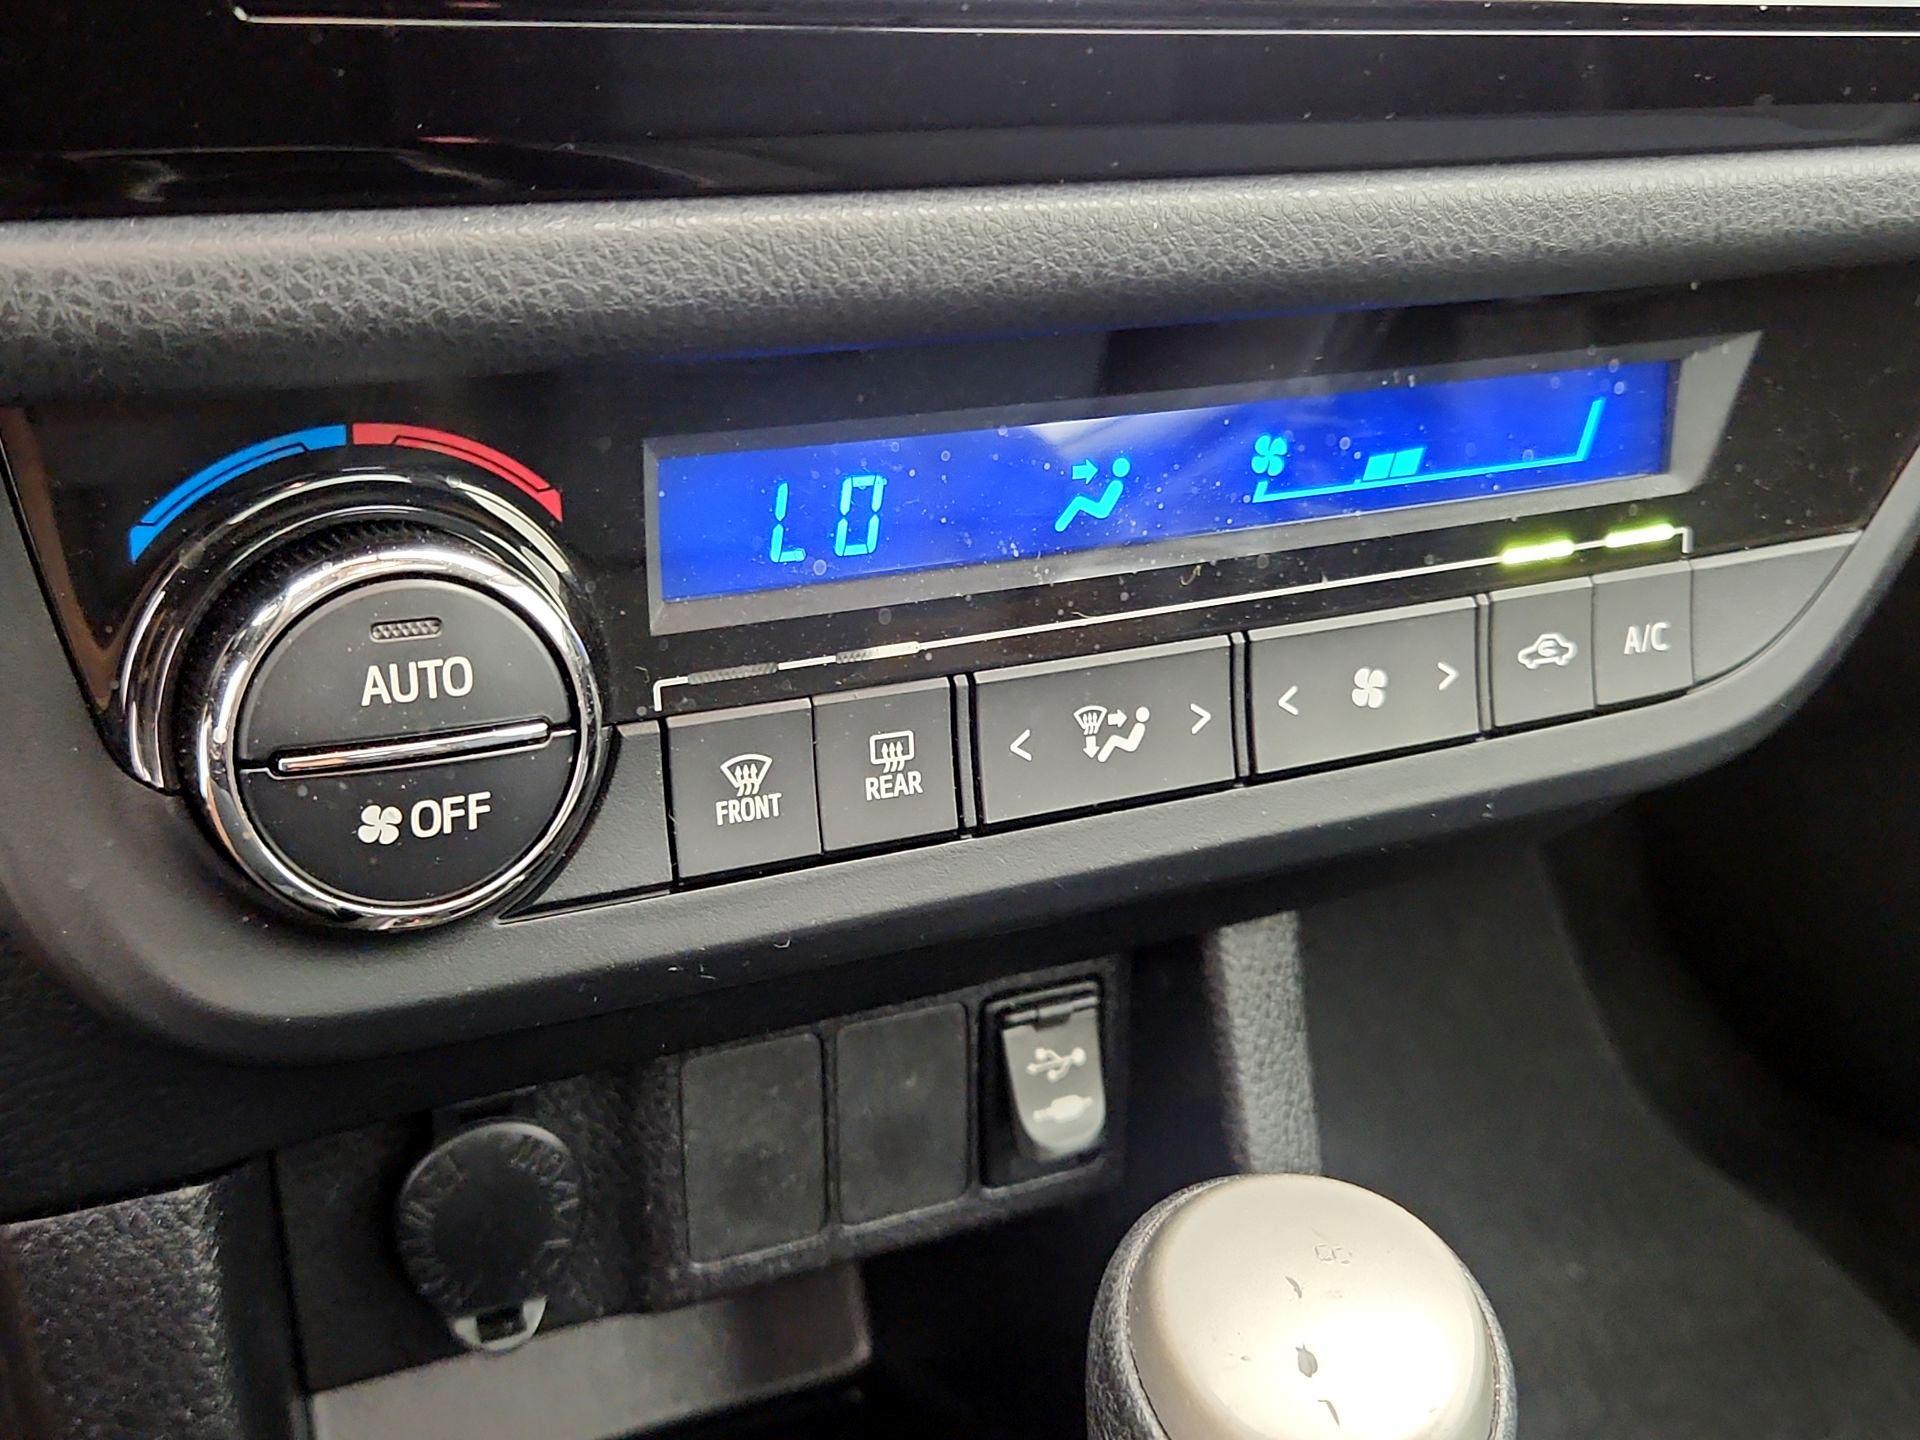 LO
AUTO
OFF
FRONT
REAR
< >
< >
A/C